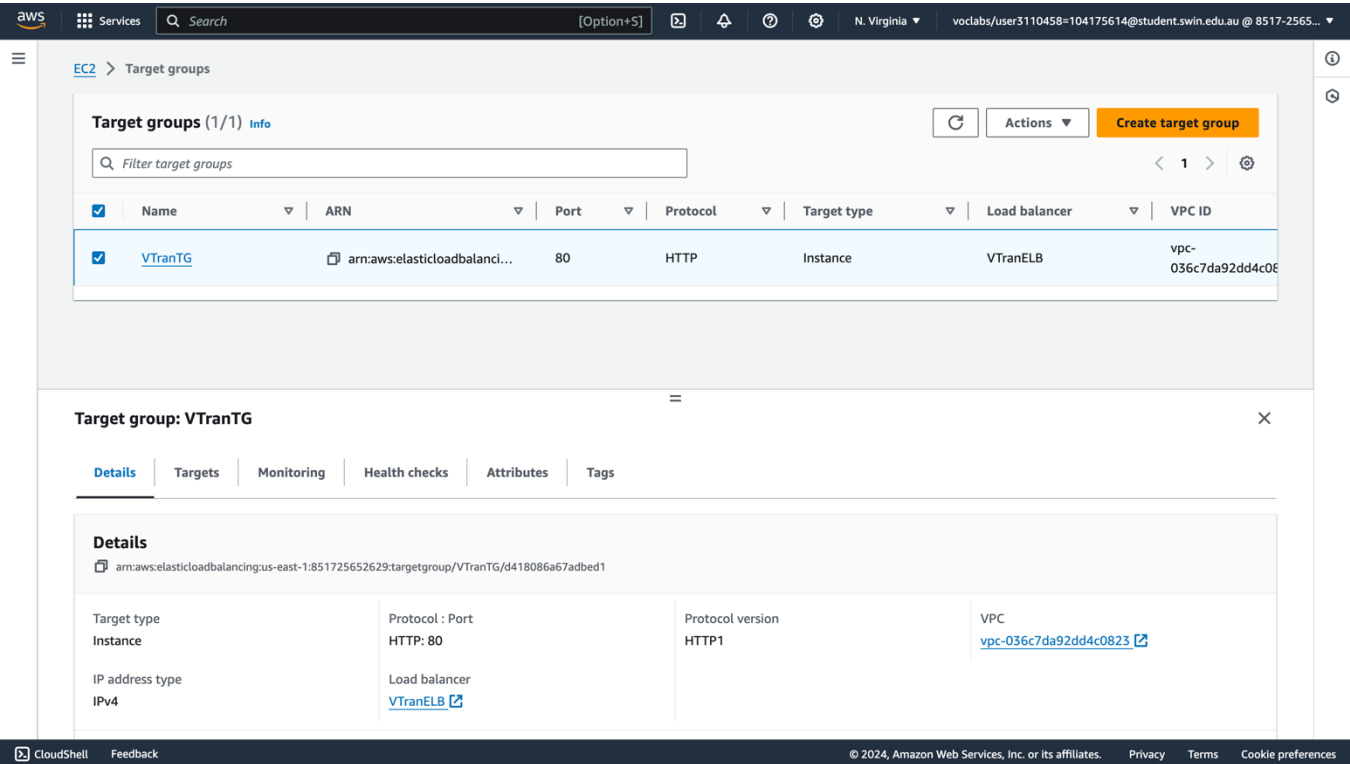 aws Services Search [Option+S] N. Virginia voclabs/user3110458=104175614@student.swin.edu.au @ 8517-2565...
EC2 Target groups
Target groups (1/1) Info Actions Create target group
Filter target groups 1
Name ARN Port Protocol Target type Load balancer VPC ID
VTranTG arn:aws:elasticloadbalanci... 80 HTTP Instance VTranELB vpc-
036c7da92dd4c08
Target group: VTranTG
Details Targets Monitoring Health checks Attributes Tags
Details
arn:aws:elasticloadbalancing:us-east-1:851725652629:targetgroup/VTranTG/d418086a67adbed1
Target type Protocol : Port Protocol version VPC
Instance HTTP: 80 HTTP1 vpc-036c7da92dd4c0823
IP address type Load balancer
IPv4 VTranELB
CloudShell Feedback © 2024, Amazon Web Services, Inc. or its affiliates. Privacy Terms Cookie preferences